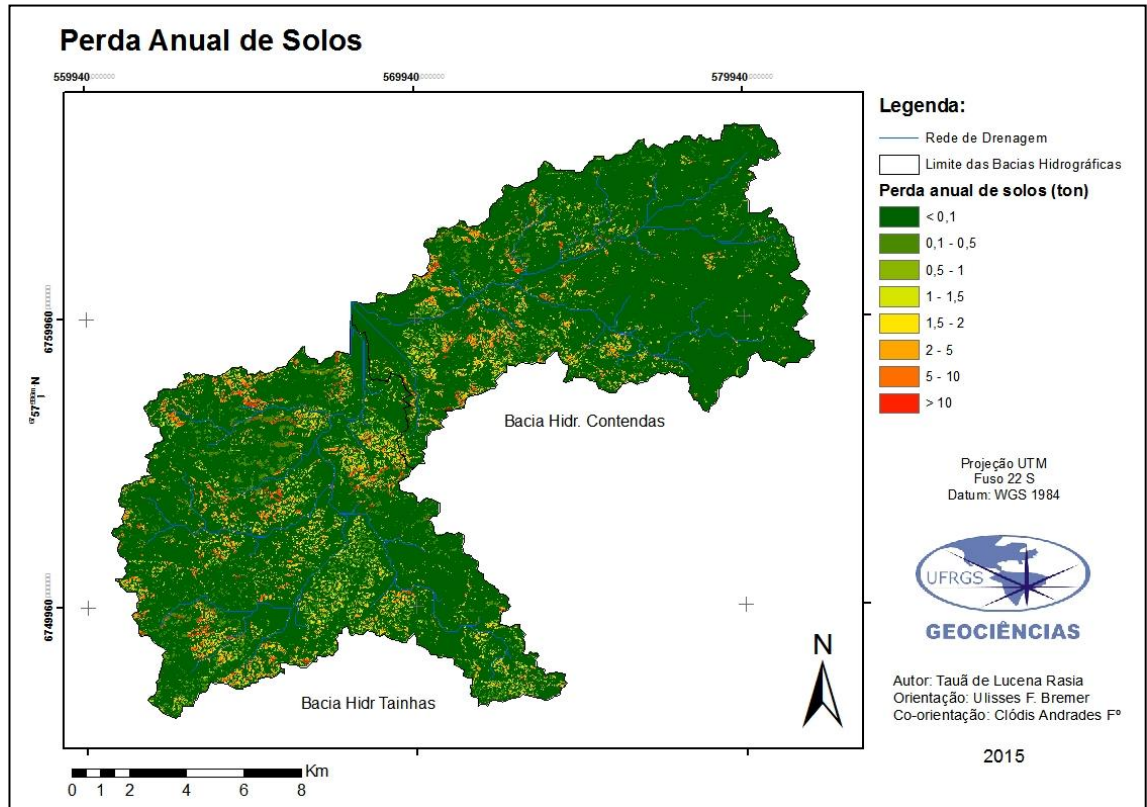 Perda Anual de Solos
559940
569940
579940
6759960
6749960
N
Bacia Hidr. Contendas
Bacia Hidr Tainhas
N
0 1 2 4 6 8 Km
Legenda:
Rede de Drenagem
Limite das Bacias Hidrográficas
Perda anual de solos (ton)
< 0,1
0,1 - 0,5
0,5 - 1
1 - 1,5
1,5 - 2
2 - 5
5 - 10
> 10
Projeção UTM
Fuso 22 S
Datum: WGS 1984
UFRGS
GEOCIÊNCIAS
Autor: Tauã de Lucena Rasia
Orientação: Ulisses F. Bremer
Co-orientação: Clódis Andrades Fº
2015